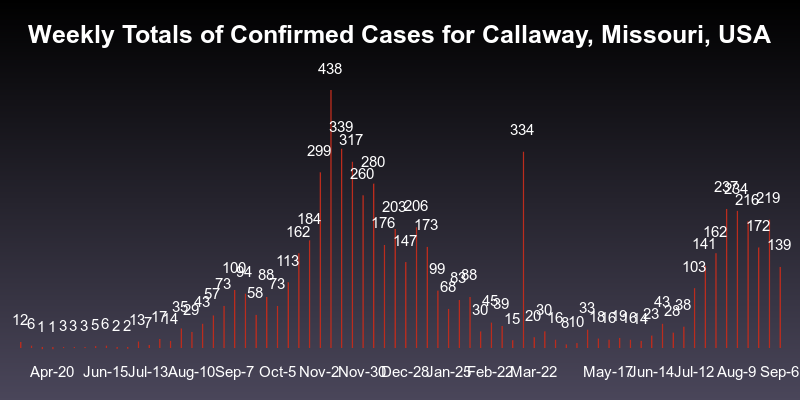 Weekly Totals of Confirmed Cases for Callaway, Missouri, USA
12 6 1 1 3 3 3 5 6 2 2 13 7 17 14 35 29 43 57 73 100 94 58 88 73 113 162 184 299 438 339 317 260 280 176 203 147 206 173 99 68 83 88 30 45 39 15 334 20 30 16 8 10 33 18 16 19 16 14 23 43 28 38 103 141 162 237 234 216 172 219 139
Apr-20 Jun-15 Jul-13 Aug-10 Sep-7 Oct-5 Nov-2 Nov-30 Dec-28 Jan-25 Feb-22 Mar-22 May-17 Jun-14 Jul-12 Aug-9 Sep-6